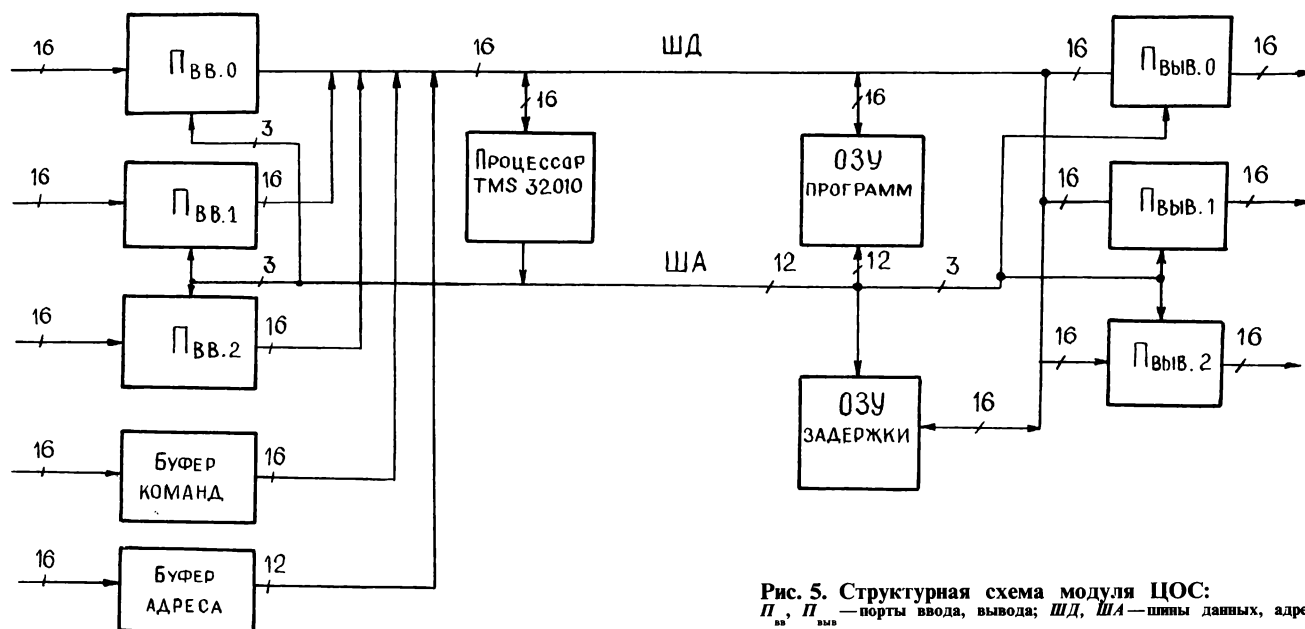 16
П ВВ.0
16
ШД
16
П ВЫВ.0
16
16
16
3
16
П ВВ.1
16
ПРОЦЕССОР
TMS 32010
ОЗУ
ПРОГРАММ
16
П ВЫВ.1
16
3
ША
12
12
3
16
П ВВ.2
16
16
П ВЫВ.2
16
ОЗУ
ЗАДЕРЖКИ
16
16
БУФЕР
КОМАНД
16
16
БУФЕР
АДРЕСА
12
Рис. 5. Структурная схема модуля ЦОС:
Пвв, Пвыв — порты ввода, вывода; ШД, ША — шины данных,